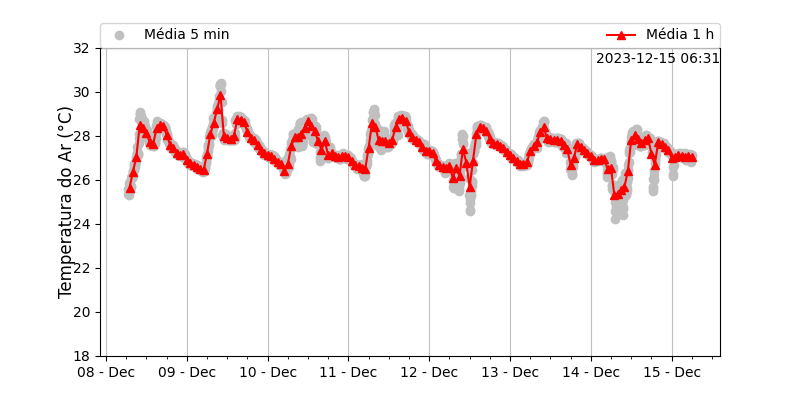 Média 5 min
Média 1 h
2023-12-15 06:31
Temperatura do Ar (°C)
32
30
28
26
24
22
20
18
08 - Dec
09 - Dec
10 - Dec
11 - Dec
12 - Dec
13 - Dec
14 - Dec
15 - Dec